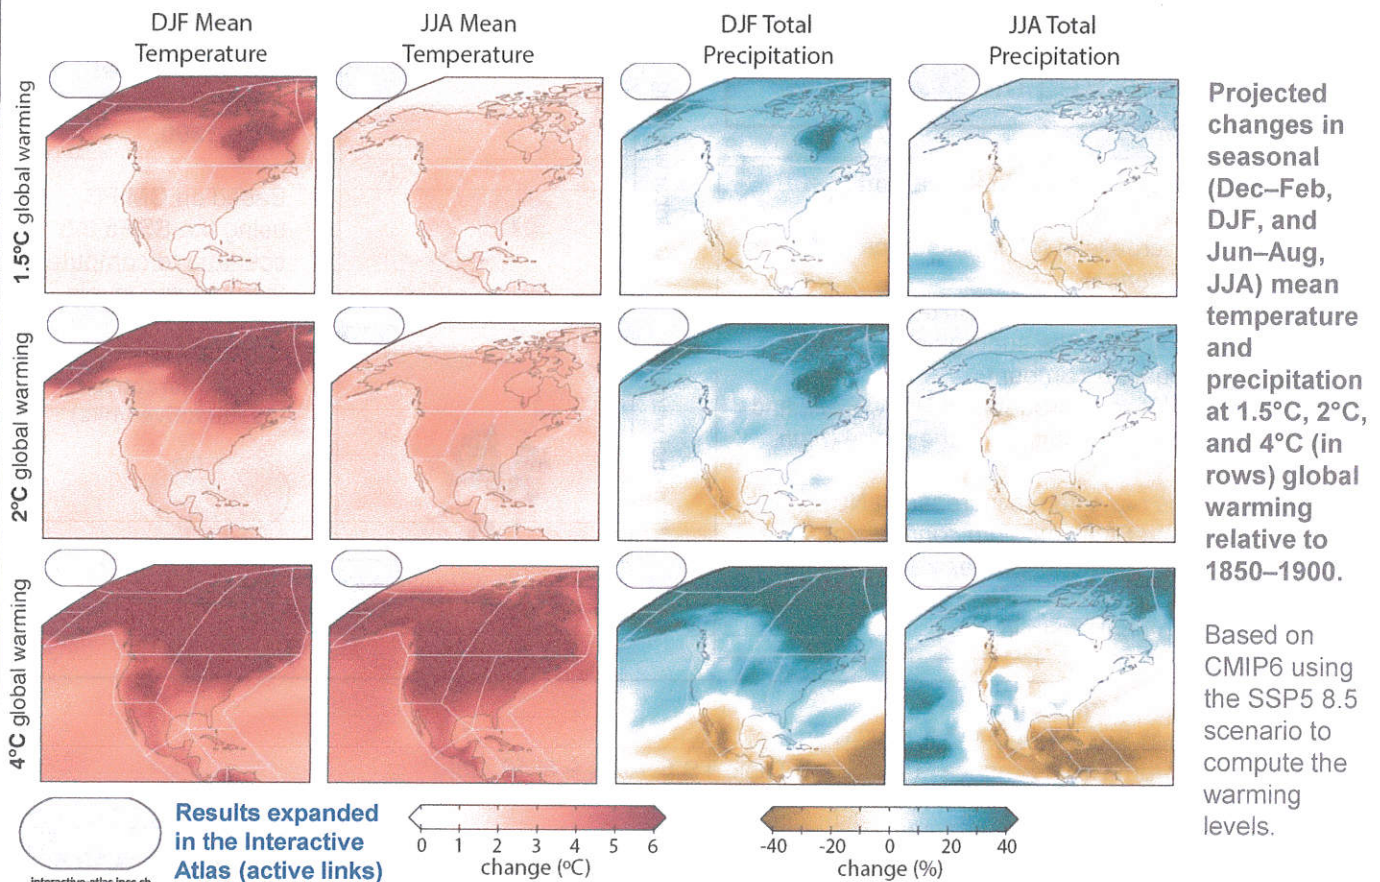 DJF Mean
Temperature
JJA Mean
Temperature
DJF Total
Precipitation
JJA Total
Precipitation
1.5°C global warming
2°C global warming
4°C global warming
Projected
changes in
seasonal
(Dec–Feb,
DJF, and
Jun–Aug,
JJA) mean
temperature
and
precipitation
at 1.5°C, 2°C,
and 4°C (in
rows) global
warming
relative to
1850–1900.
Based on
CMIP6 using
the SSP5 8.5
scenario to
compute the
warming
levels.
Results expanded
in the Interactive
Atlas (active links)
0 1 2 3 4 5 6
change (°C)
-40 -20 0 20 40
change (%)